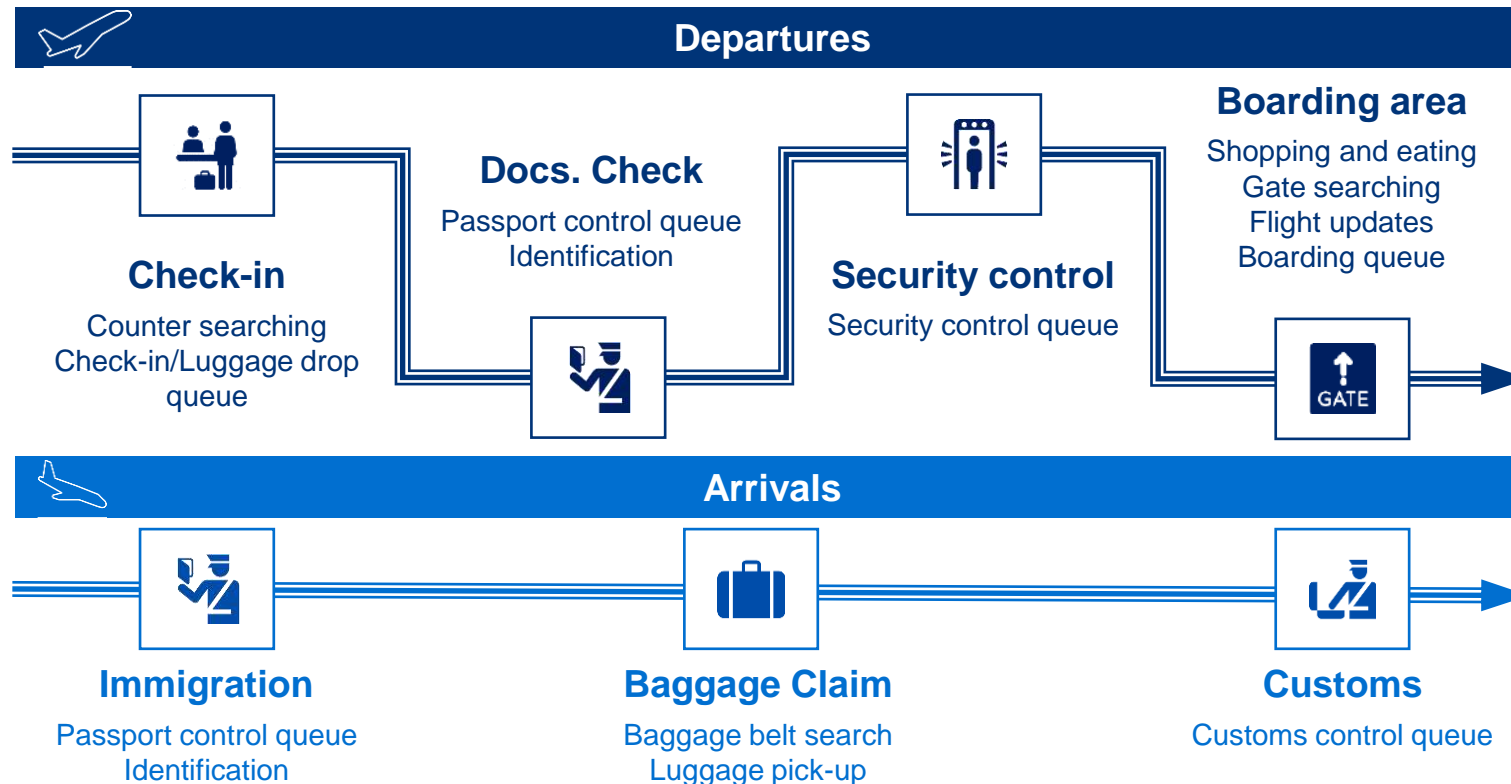 Departures
Check-in
Counter searching
Check-in/Luggage drop
queue
Docs. Check
Passport control queue
Identification
Security control
Security control queue
Boarding area
Shopping and eating
Gate searching
Flight updates
Boarding queue
GATE
Arrivals
Immigration
Passport control queue
Identification
Baggage Claim
Baggage belt search
Luggage pick-up
Customs
Customs control queue